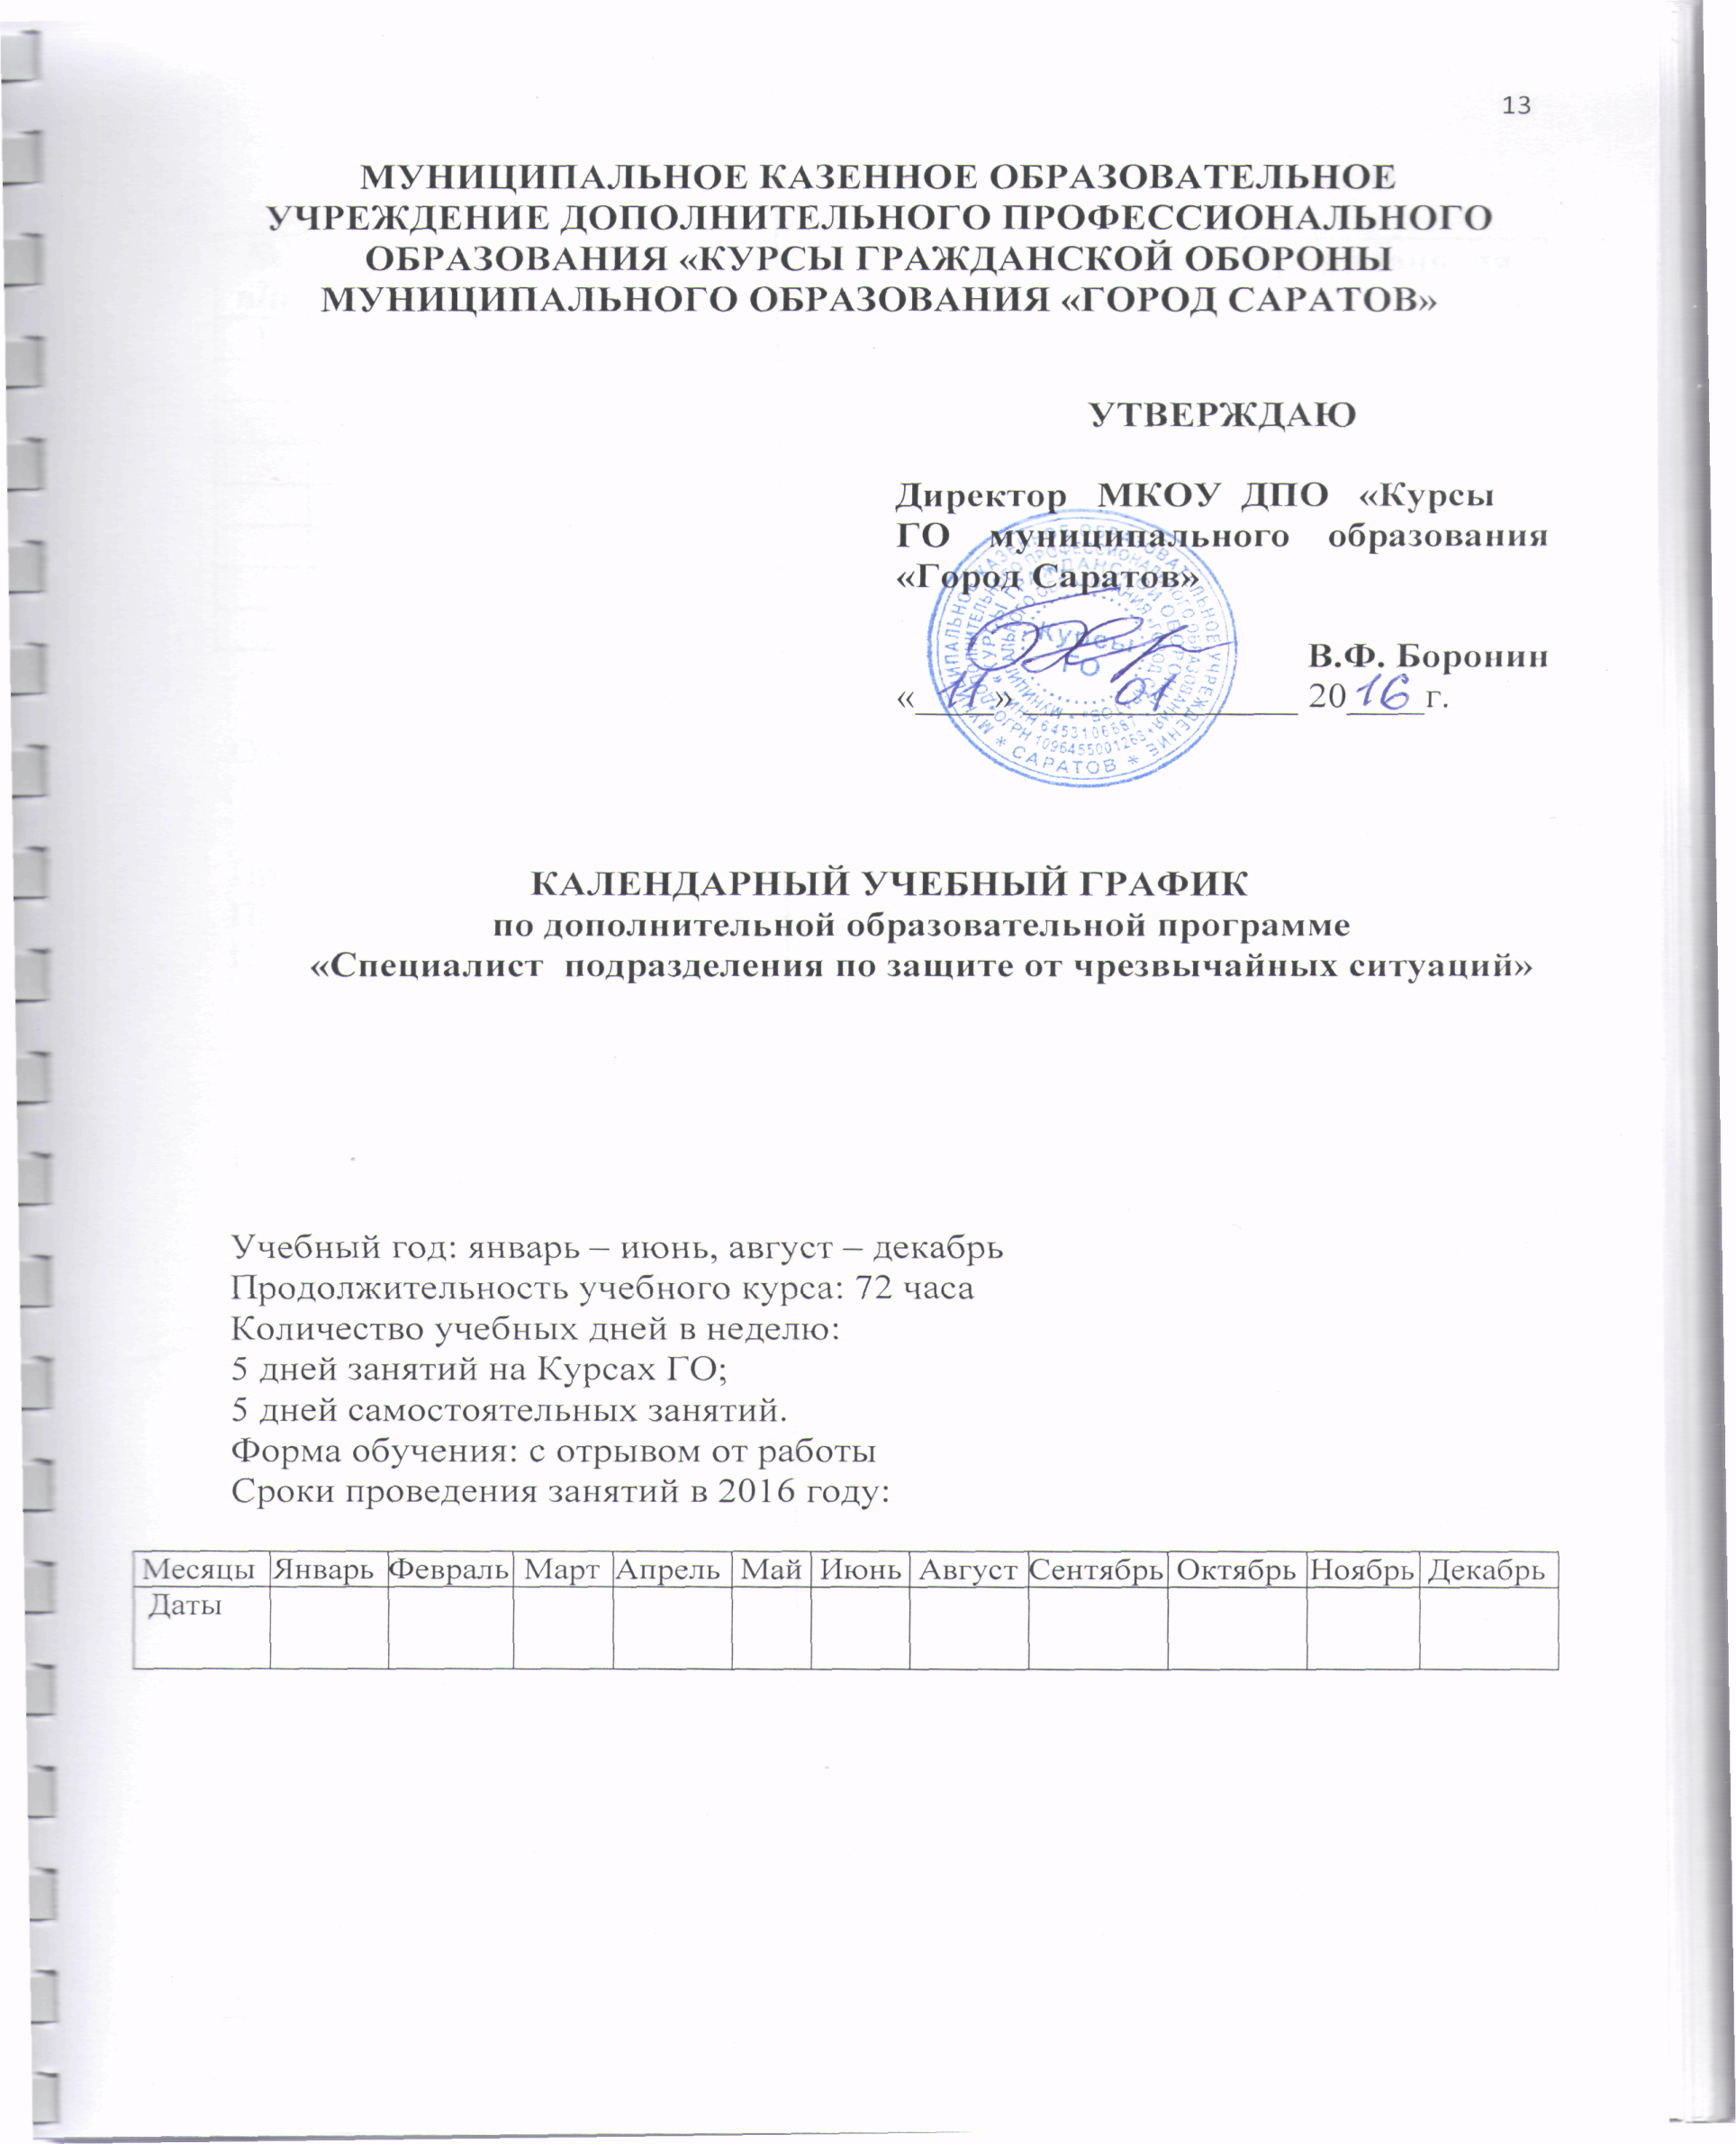 13
МУНИЦИПАЛЬНОЕ КАЗЕННОЕ ОБРАЗОВАТЕЛЬНОЕ
УЧРЕЖДЕНИЕ ДОПОЛНИТЕЛЬНОГО ПРОФЕССИОНАЛЬНОГО
ОБРАЗОВАНИЯ «КУРСЫ ГРАЖДАНСКОЙ ОБОРОНЫ
МУНИЦИПАЛЬНОГО ОБРАЗОВАНИЯ «ГОРОД САРАТОВ»
УТВЕРЖДАЮ
Директор МКОУ ДПО «Курсы
ГО муниципального образования
«Город Саратов»
Курсы
ГО
В.Ф. Боронин
« 11 » 01 2016 г.
* САРАТОВ *
КАЛЕНДАРНЫЙ УЧЕБНЫЙ ГРАФИК
по дополнительной образовательной программе
«Специалист подразделения по защите от чрезвычайных ситуаций»
Учебный год: январь – июнь, август – декабрь
Продолжительность учебного курса: 72 часа
Количество учебных дней в неделю:
5 дней занятий на Курсах ГО;
5 дней самостоятельных занятий.
Форма обучения: с отрывом от работы
Сроки проведения занятий в 2016 году:
Месяцы Январь Февраль Март Апрель Май Июнь Август Сентябрь Октябрь Ноябрь Декабрь
Даты